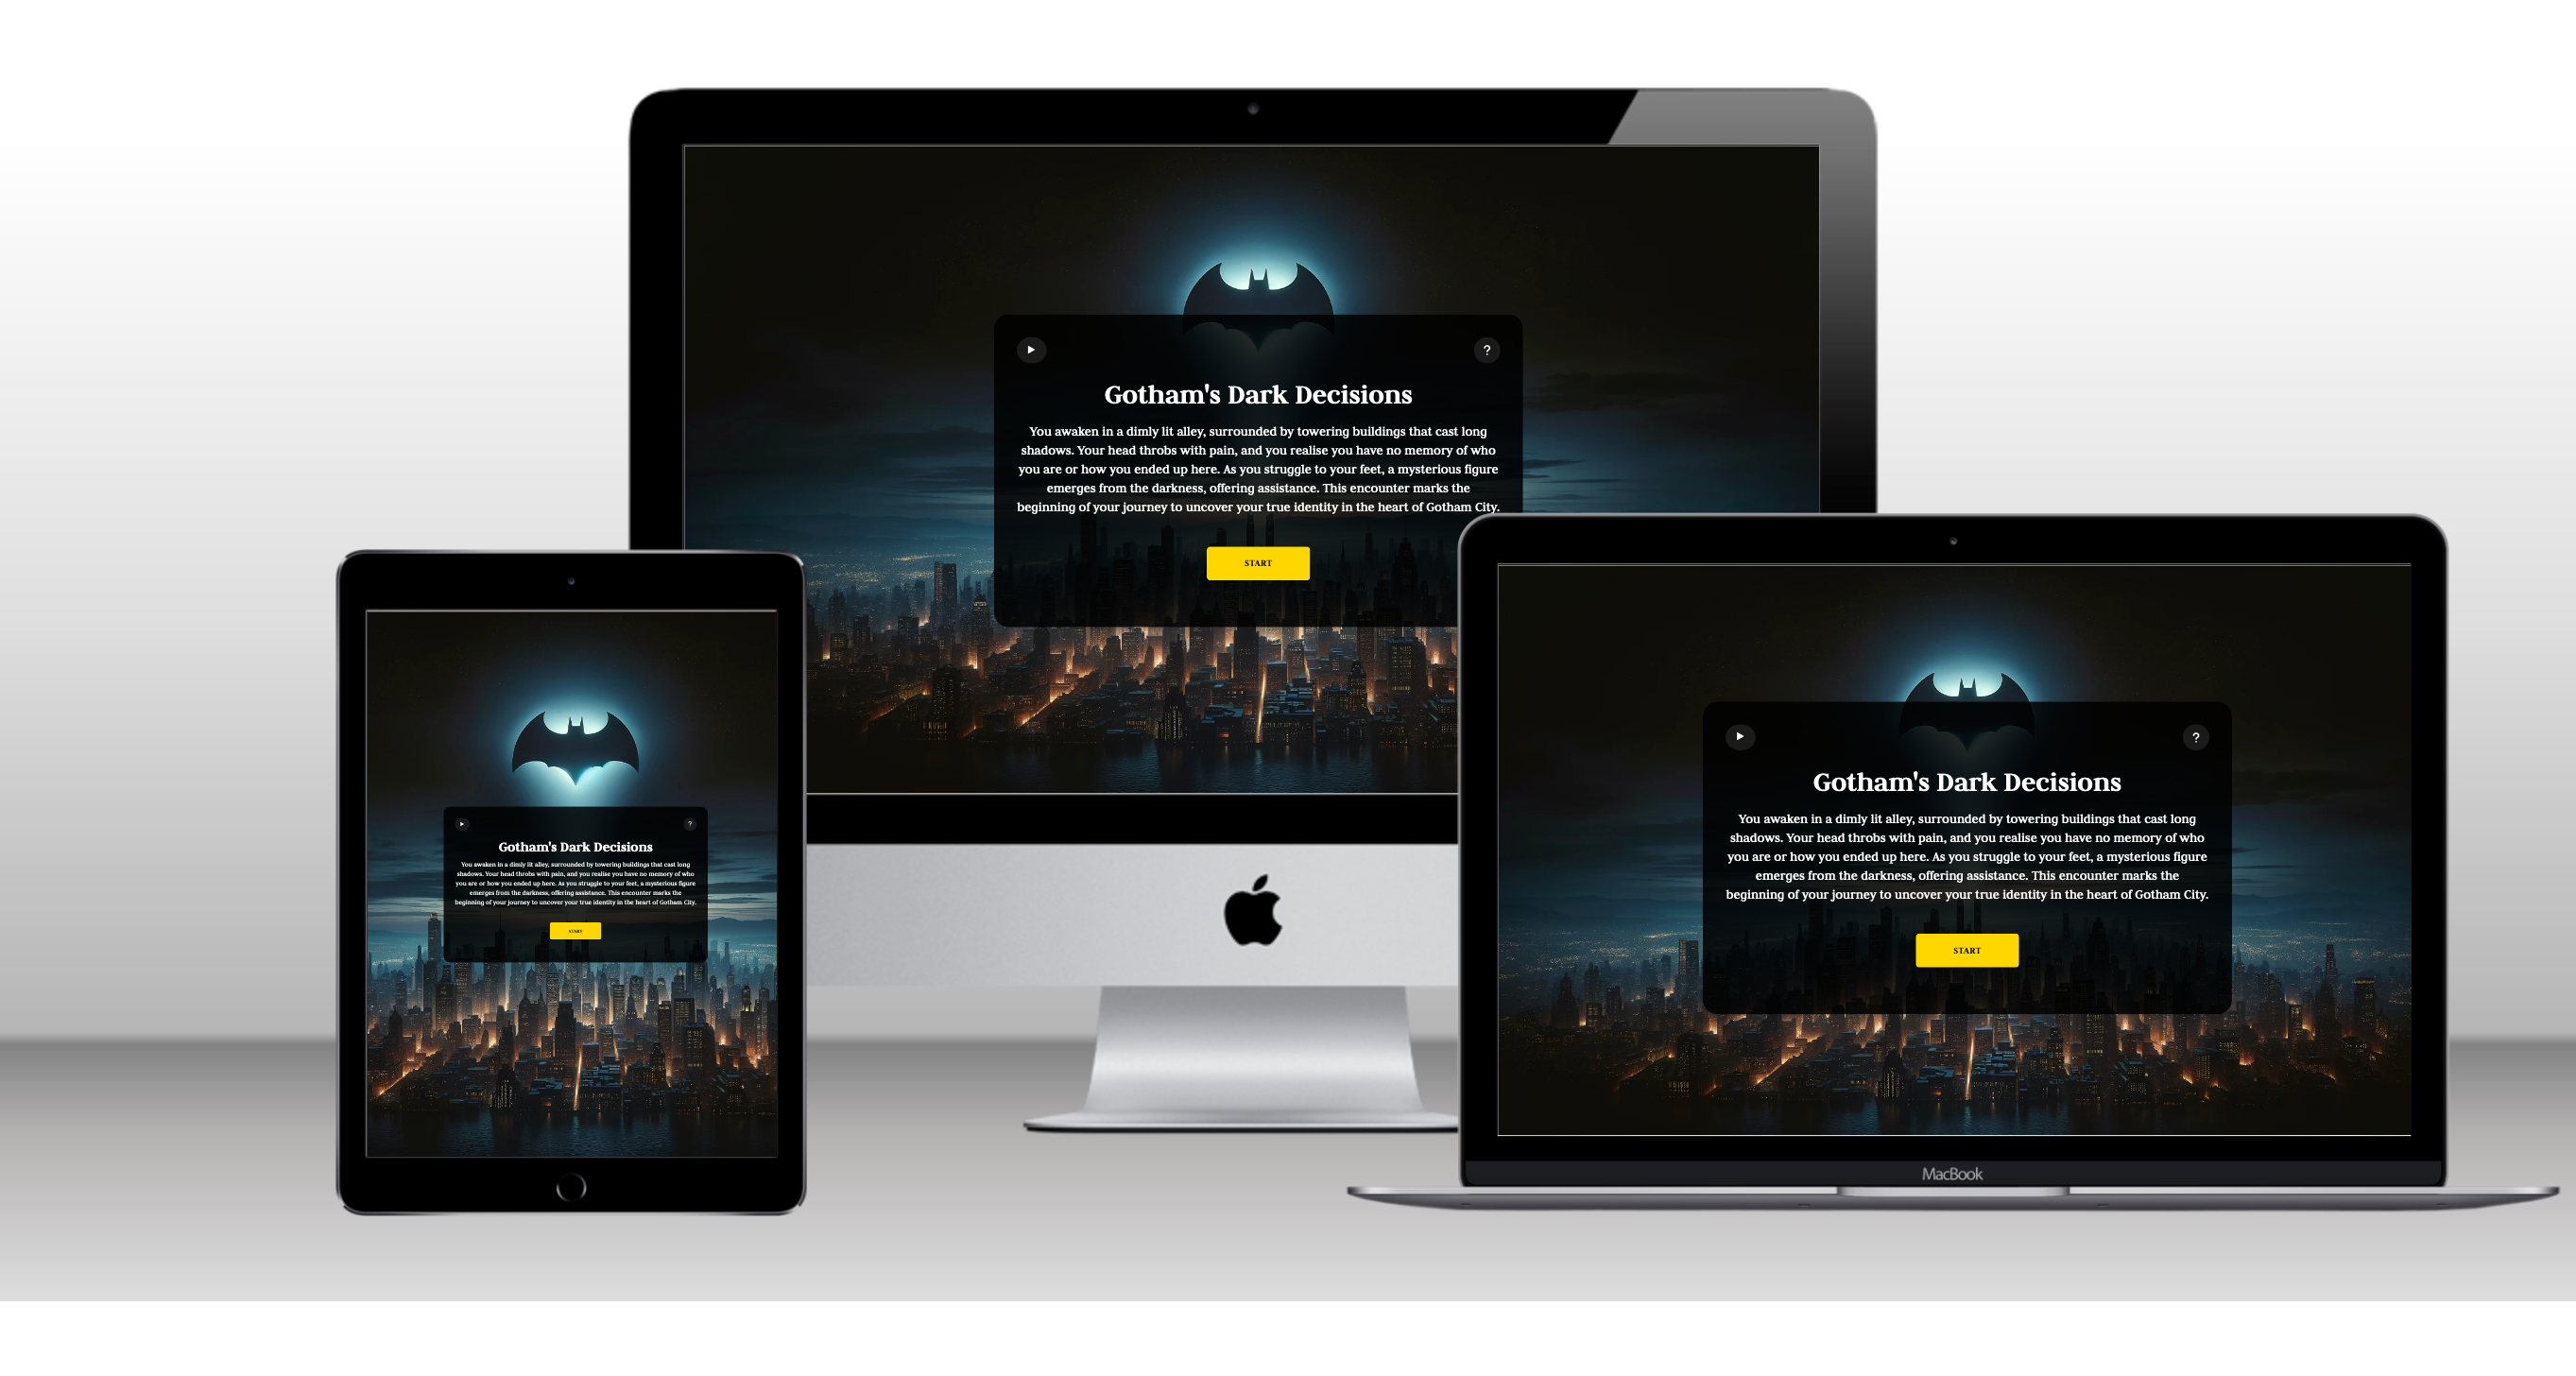 ?
Gotham's Dark Decisions
You awaken in a dimly lit alley, surrounded by towering buildings that cast long
shadows. Your head throbs with pain, and you realise you have no memory of who
you are or how you ended up here. As you struggle to your feet, a mysterious figure
emerges from the darkness, offering assistance. This encounter marks the
beginning of your journey to uncover your true identity in the heart of Gotham City.
START
?
Gotham's Dark Decisions
You awaken in a dimly lit alley, surrounded by towering buildings that cast long
shadows. Your head throbs with pain, and you realise you have no memory of who
you are or how you ended up here. As you struggle to your feet, a mysterious figure
emerges from the darkness, offering assistance. This encounter marks the
beginning of your journey to uncover your true identity in the heart of Gotham City.
START
?
Gotham's Dark Decisions
You awaken in a dimly lit alley, surrounded by towering buildings that cast long
shadows. Your head throbs with pain, and you realise you have no memory of who
you are or how you ended up here. As you struggle to your feet, a mysterious figure
emerges from the darkness, offering assistance. This encounter marks the
beginning of your journey to uncover your true identity in the heart of Gotham City.
START
MacBook